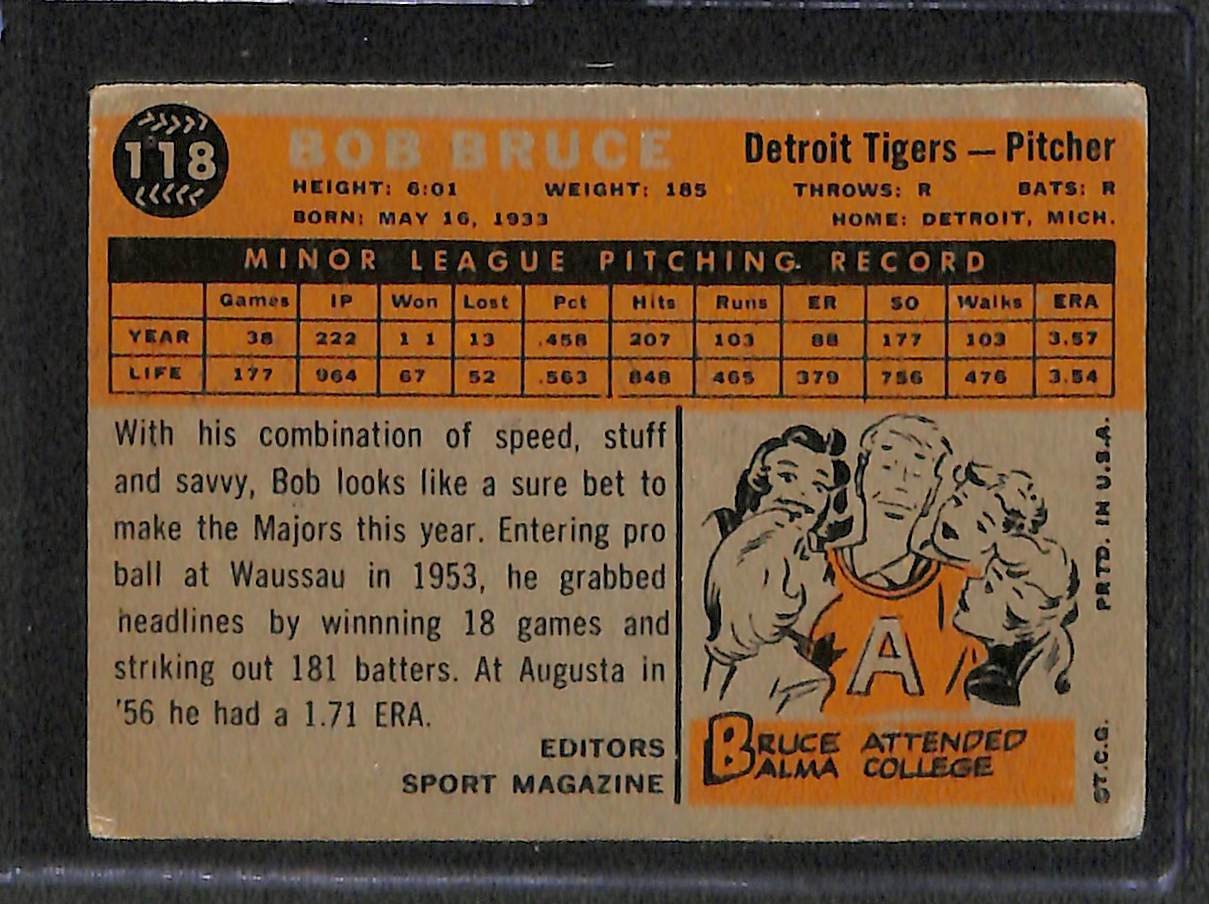 118
BOB BRUCE
Detroit Tigers — Pitcher
HEIGHT: 6:01 WEIGHT: 185 THROWS: R BATS: R
BORN: MAY 16, 1933 HOME: DETROIT, MICH.
MINOR LEAGUE PITCHING RECORD
Games IP Won Lost Pct Hits Runs ER SO Walks ERA
YEAR 38 222 11 13 .458 207 103 88 177 103 3.57
LIFE 177 964 67 52 .563 848 465 379 756 476 3.54
With his combination of speed, stuff
and savvy, Bob looks like a sure bet to
make the Majors this year. Entering pro
ball at Waussau in 1953, he grabbed
headlines by winnning 18 games and
striking out 181 batters. At Augusta in
'56 he had a 1.71 ERA.
EDITORS
SPORT MAGAZINE
A
BRUCE ATTENDED
ALMA COLLEGE
©T.C.G. PRTD. IN U.S.A.